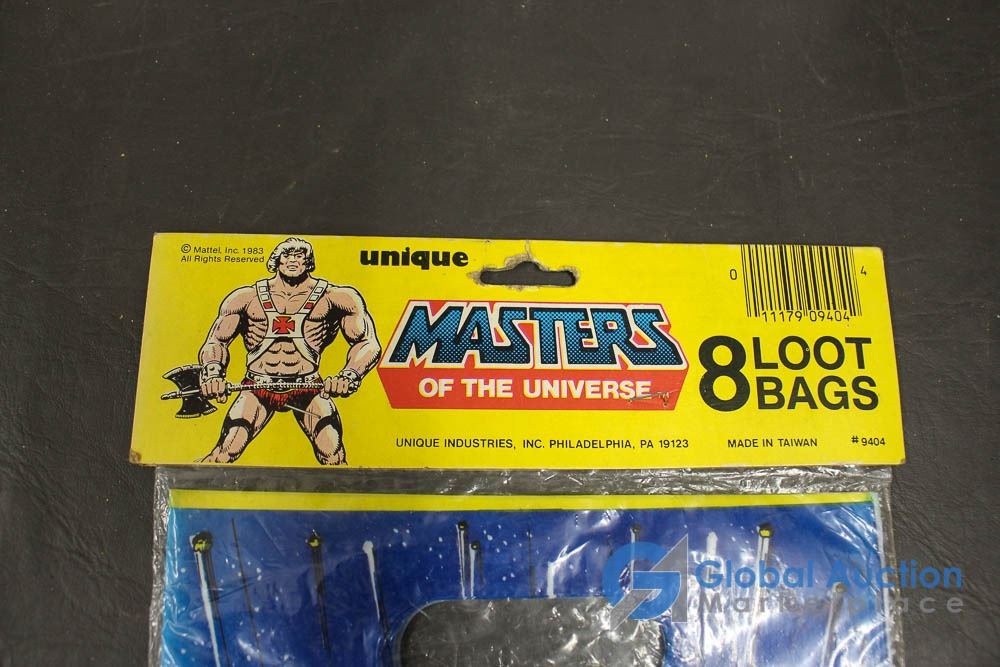 © Mattel, Inc. 1983
All Rights Reserved
unique
MASTERS
OF THE UNIVERSE
8 LOOT
BAGS
0 11179 09404 4
UNIQUE INDUSTRIES, INC. PHILADELPHIA, PA 19123
MADE IN TAIWAN
#9404
Global Auction
Marketplace